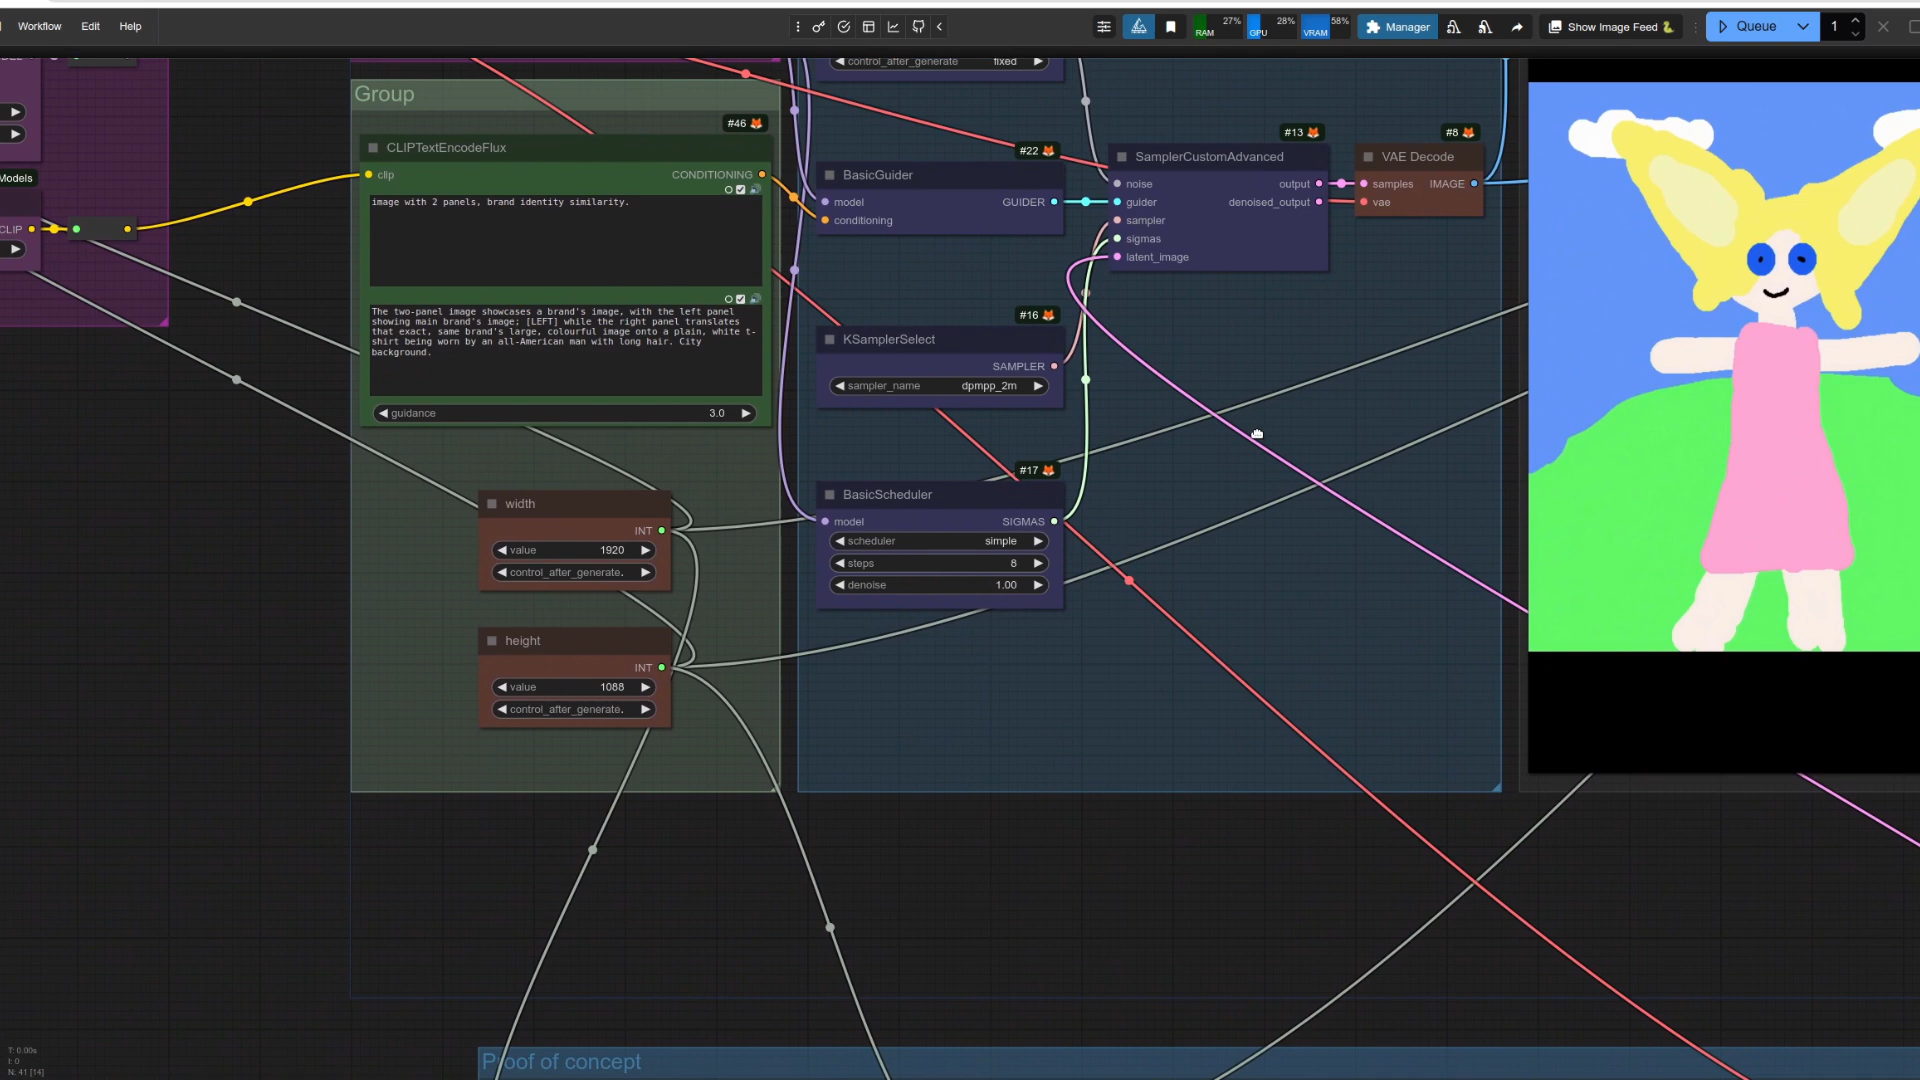 Workflow Edit Help
RAM 27% GPU 28% VRAM 58% Manager Show Image Feed Queue 1
control_after_generate fixed
Group
#46
CLIPTextEncodeFlux
clip CONDITIONING
image with 2 panels, brand identity similarity.
The two-panel image showcases a brand's image, with the left panel
showing main brand's image; [LEFT] while the right panel translates
that exact, same brand's large, colourful image onto a plain, white t-
shirt being worn by an all-American man with long hair. City
background.
guidance 3.0
Models
CLIP
width
INT
value 1920
control_after_generate.
height
INT
value 1088
control_after_generate.
#22
BasicGuider
model GUIDER
conditioning
#16
KSamplerSelect
SAMPLER
sampler_name dpmpp_2m
#17
BasicScheduler
model SIGMAS
scheduler simple
steps 8
denoise 1.00
#13
SamplerCustomAdvanced
noise output
guider denoised_output
sampler
sigmas
latent_image
#8
VAE Decode
samples IMAGE
vae
Proof of concept
T: 0.00s
I: 0
N: 41 [14]